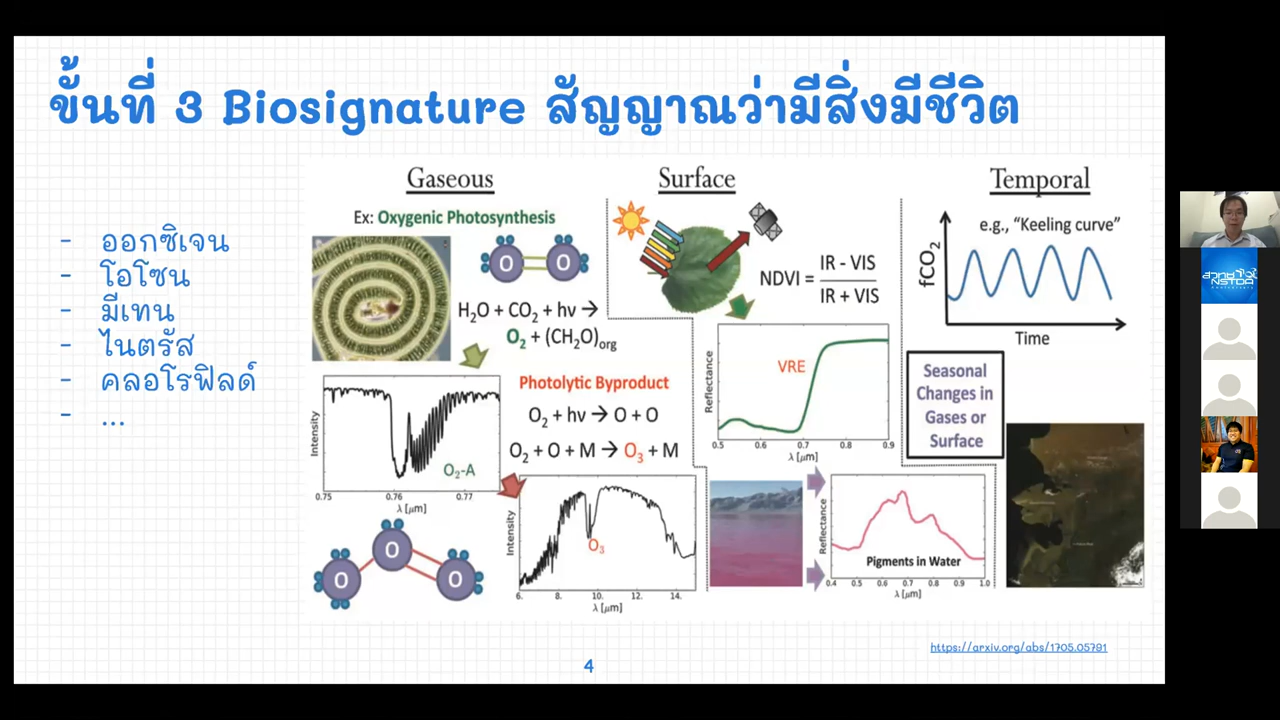 ขั้นที่ 3 Biosignature สัญญาณว่ามีสิ่งมีชีวิต
- ออกซิเจน
- โอโซน
- มีเทน
- ไนตรัส
- คลอโรฟิลด์
- ...
Gaseous
Ex: Oxygenic Photosynthesis
O O
H₂O + CO₂ + hν →
O₂ + (CH₂O)org
Intensity
O₂-A
0.75 0.76 0.77
λ [μm]
Photolytic Byproduct
O₂ + hν → O + O
O₂ + O + M → O₃ + M
O O O
Intensity
O₃
6. 8. 10. 12. 14.
λ [μm]
Surface
NDVI = IR - VIS
IR + VIS
Reflectance
VRE
0.5 0.6 0.7 0.8 0.9
λ [μm]
Reflectance
Pigments in Water
0.4 0.5 0.6 0.7 0.8 0.9 1.0
λ [μm]
Temporal
e.g., “Keeling curve”
fCO₂
Time
Seasonal
Changes in
Gases or
Surface
https://arxiv.org/abs/1705.05791
4
สวทช
NSTDA